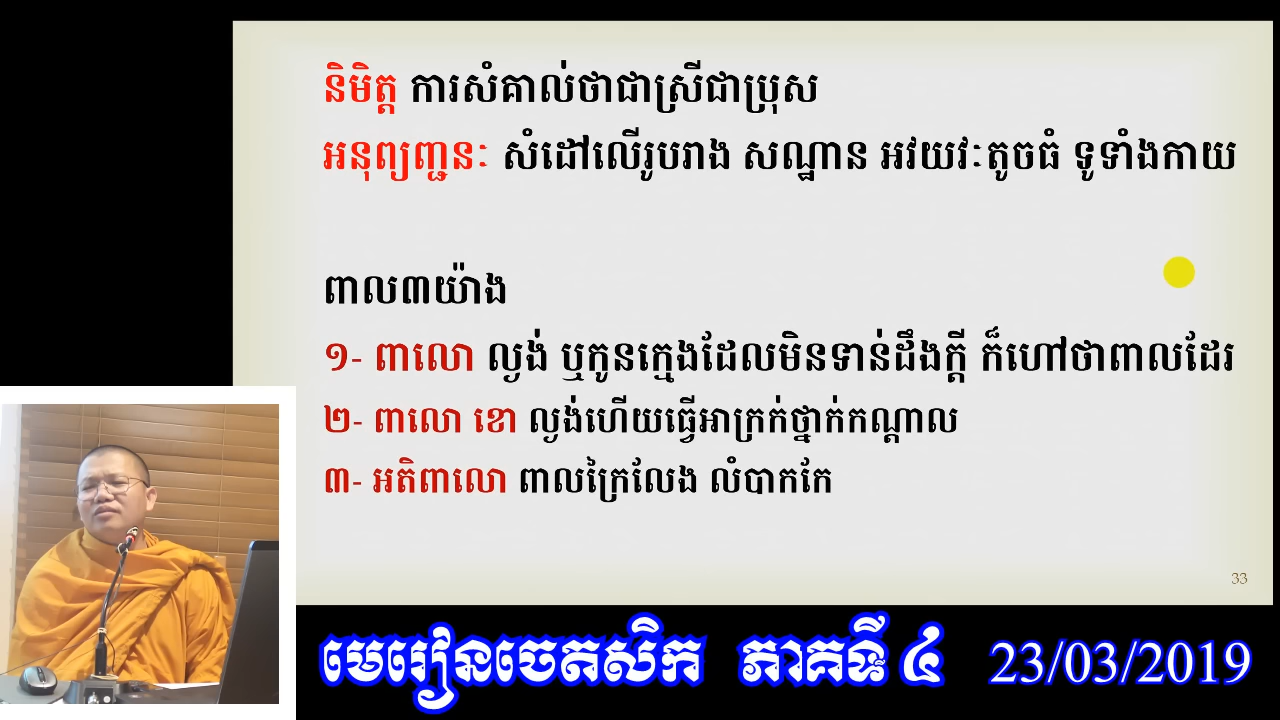 និមិត្ត ការសំគាល់ថាជាស្រីជាប្រុស
អនុព្យញ្ជនៈ សំដៅលើរូបរាង សណ្ឋាន អវយវៈតូចធំ ទូទាំងកាយ
ពាល៣យ៉ាង
១- ពាលោ ល្ងង់ ឬកូនក្មេងដែលមិនទាន់ដឹងក្តី ក៏ហៅថាពាលដែរ
២- ពាលោ ខោ ល្ងង់ហើយធ្វើអាក្រក់ថ្នាក់កណ្តាល
៣- អតិពាលោ ពាលក្រៃលែង លំបាកកែ
33
មេរៀនចេតសិក ភាគទី ៤ 23/03/2019